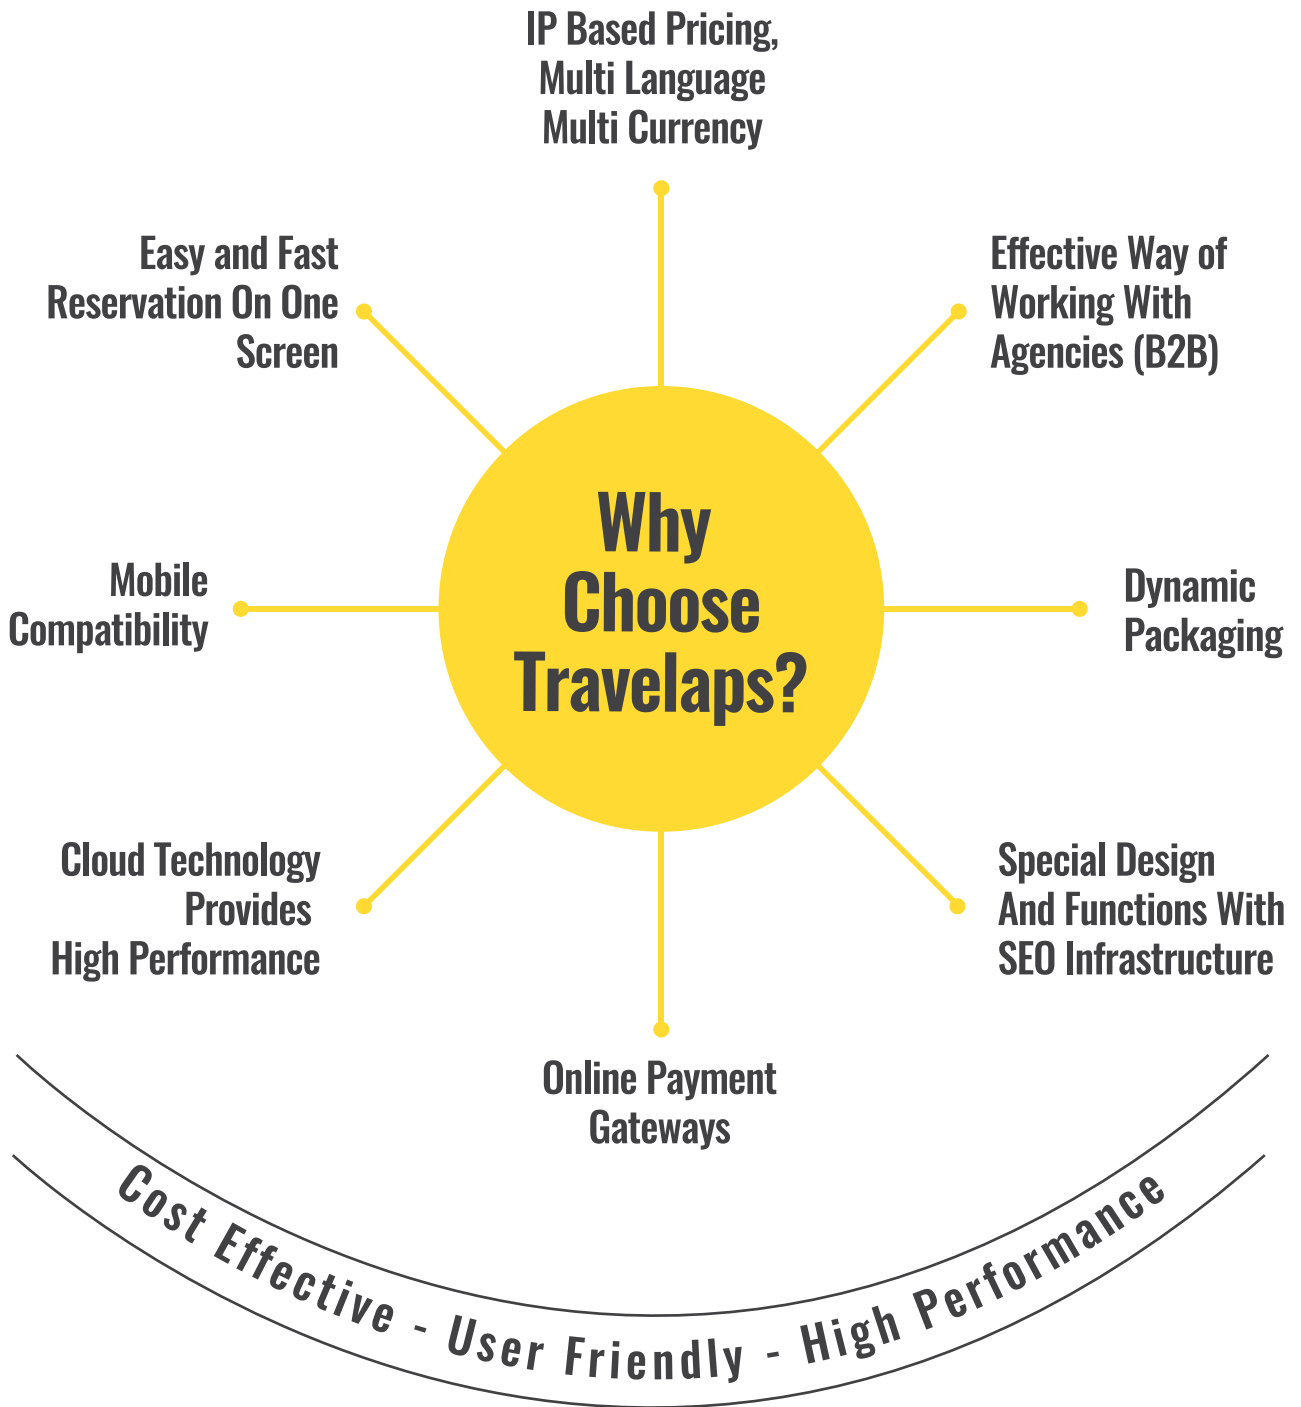 IP Based Pricing,
Multi Language
Multi Currency
Easy and Fast
Reservation On One
Screen
Effective Way of
Working With
Agencies (B2B)
Why
Choose
Travelaps?
Mobile
Compatibility
Dynamic
Packaging
Cloud Technology
Provides
High Performance
Special Design
And Functions With
SEO Infrastructure
Online Payment
Gateways
Cost Effective - User Friendly - High Performance